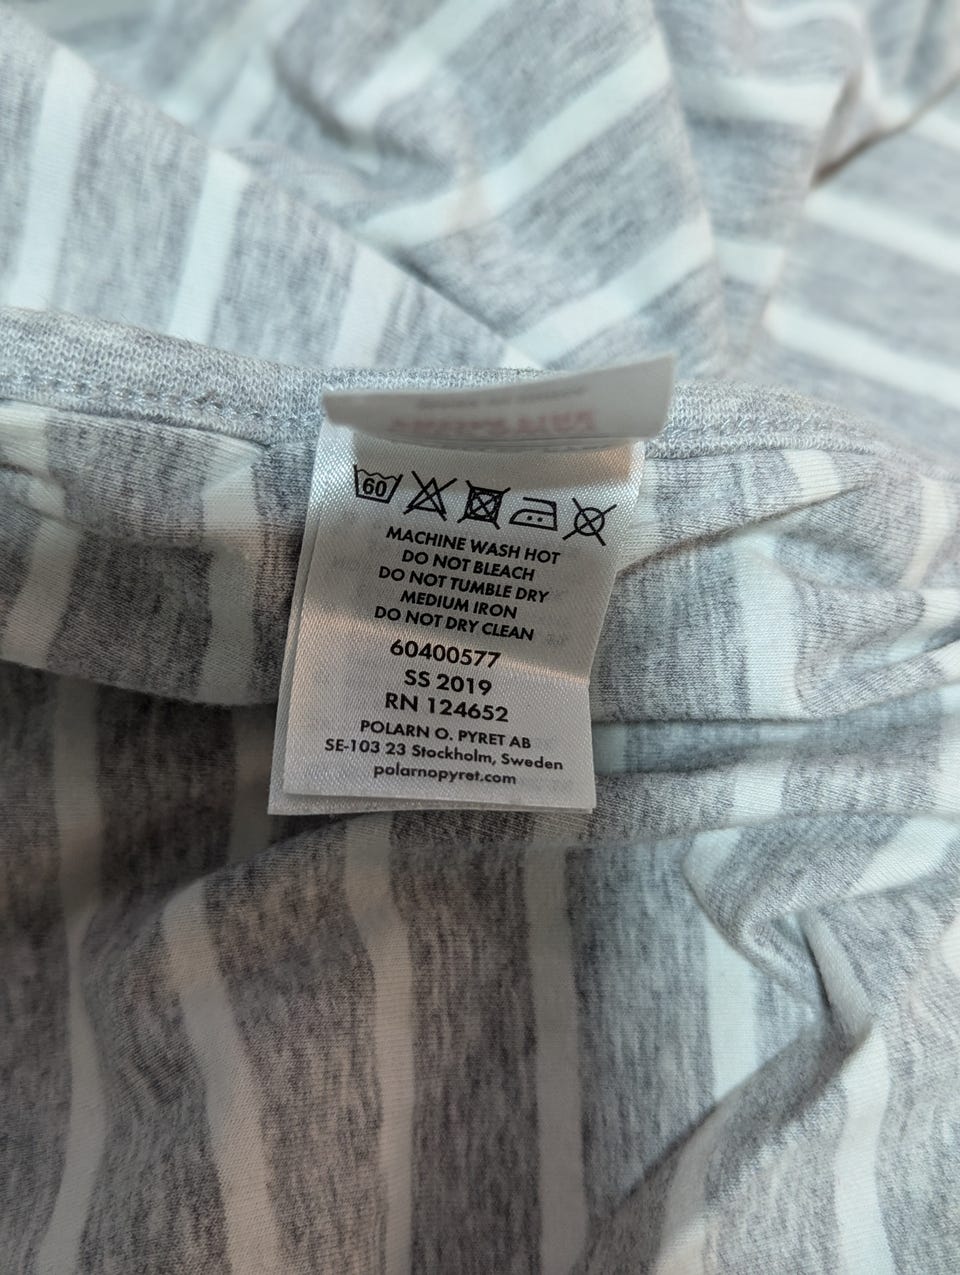 60
MACHINE WASH HOT
DO NOT BLEACH
DO NOT TUMBLE DRY
MEDIUM IRON
DO NOT DRY CLEAN
60400577
SS 2019
RN 124652
POLARN O. PYRET AB
SE-103 23 Stockholm, Sweden
polarnopyret.com